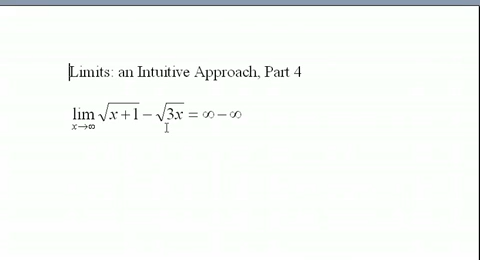 Limits: an Intuitive Approach, Part 4
lim x→∞ √x+1 − √3x = ∞ − ∞